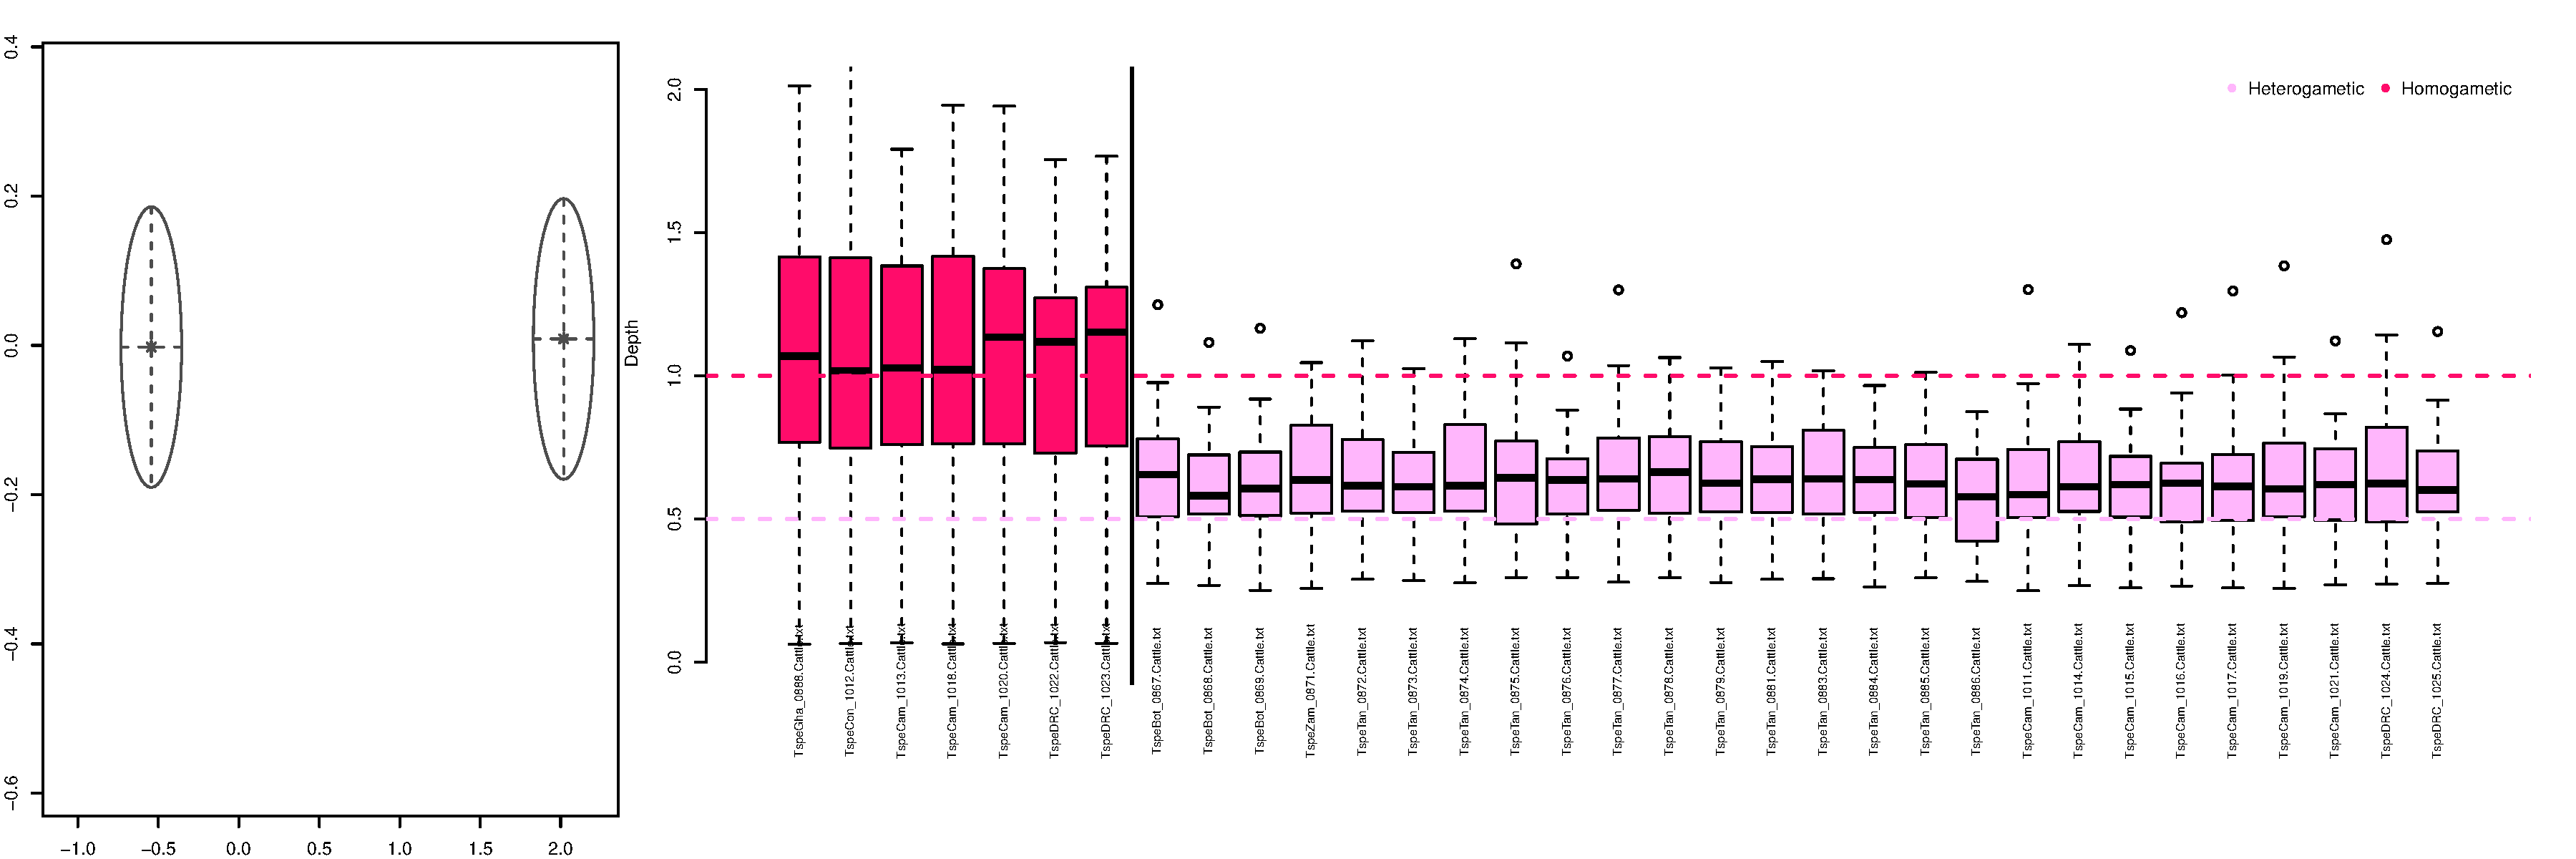 0.4
0.2
0.0
−0.2
−0.4
−0.6
−1.0 −0.5 0.0 0.5 1.0 1.5 2.0
Depth
2.0
1.5
1.0
0.5
0.0
Heterogametic Homogametic
TspeGha_0888.Cattle.txt
TspeCon_1012.Cattle.txt
TspeCam_1013.Cattle.txt
TspeCam_1018.Cattle.txt
TspeCam_1020.Cattle.txt
TspeDRC_1022.Cattle.txt
TspeDRC_1023.Cattle.txt
TspeBot_0867.Cattle.txt
TspeBot_0868.Cattle.txt
TspeBot_0869.Cattle.txt
TspeZam_0871.Cattle.txt
TspeTan_0872.Cattle.txt
TspeTan_0873.Cattle.txt
TspeTan_0874.Cattle.txt
TspeTan_0875.Cattle.txt
TspeTan_0876.Cattle.txt
TspeTan_0877.Cattle.txt
TspeTan_0878.Cattle.txt
TspeTan_0879.Cattle.txt
TspeTan_0881.Cattle.txt
TspeTan_0883.Cattle.txt
TspeTan_0884.Cattle.txt
TspeTan_0885.Cattle.txt
TspeTan_0886.Cattle.txt
TspeCam_1011.Cattle.txt
TspeCam_1014.Cattle.txt
TspeCam_1015.Cattle.txt
TspeCam_1016.Cattle.txt
TspeCam_1017.Cattle.txt
TspeCam_1019.Cattle.txt
TspeCam_1021.Cattle.txt
TspeDRC_1024.Cattle.txt
TspeDRC_1025.Cattle.txt